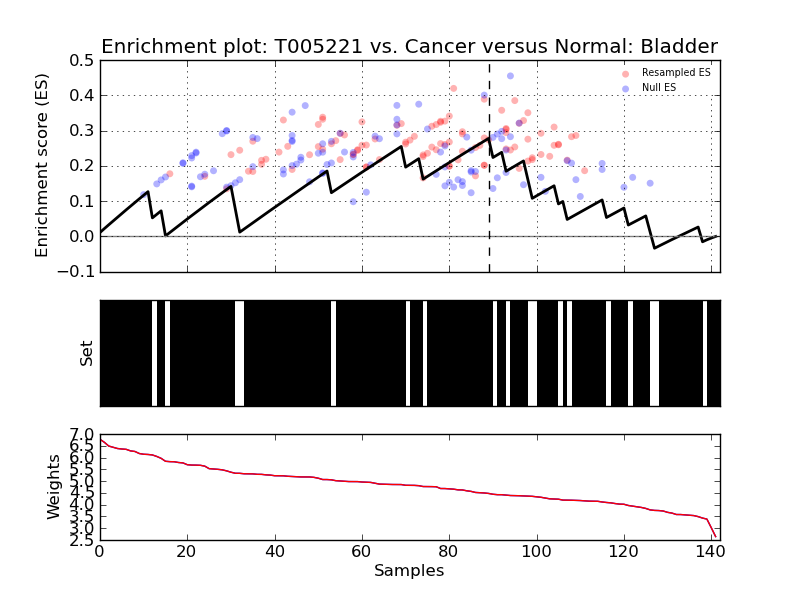 Enrichment plot: T005221 vs. Cancer versus Normal: Bladder
Enrichment score (ES)
0.5
0.4
0.3
0.2
0.1
0.0
−0.1
Resampled ES
Null ES
Set
Weights
7.0
6.5
6.0
5.5
5.0
4.5
4.0
3.5
3.0
2.5
0 20 40 60 80 100 120 140
Samples